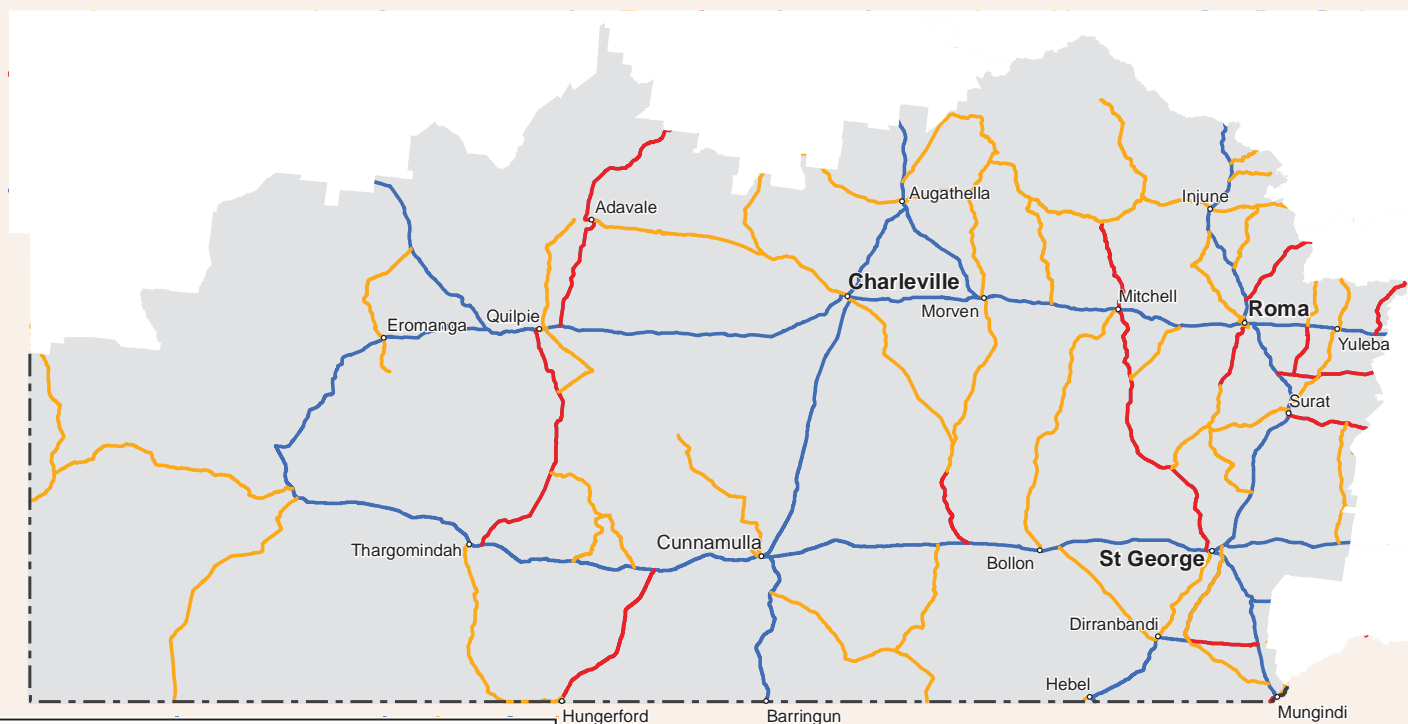 Augathella
Injune
Adavale
Charleville
Mitchell
Morven
Roma
Quilpie
Eromanga
Yuleba
Surat
Cunnamulla
Thargomindah
Bollon
St George
Dirranbandi
Hebel
Hungerford
Barringun
Mungindi